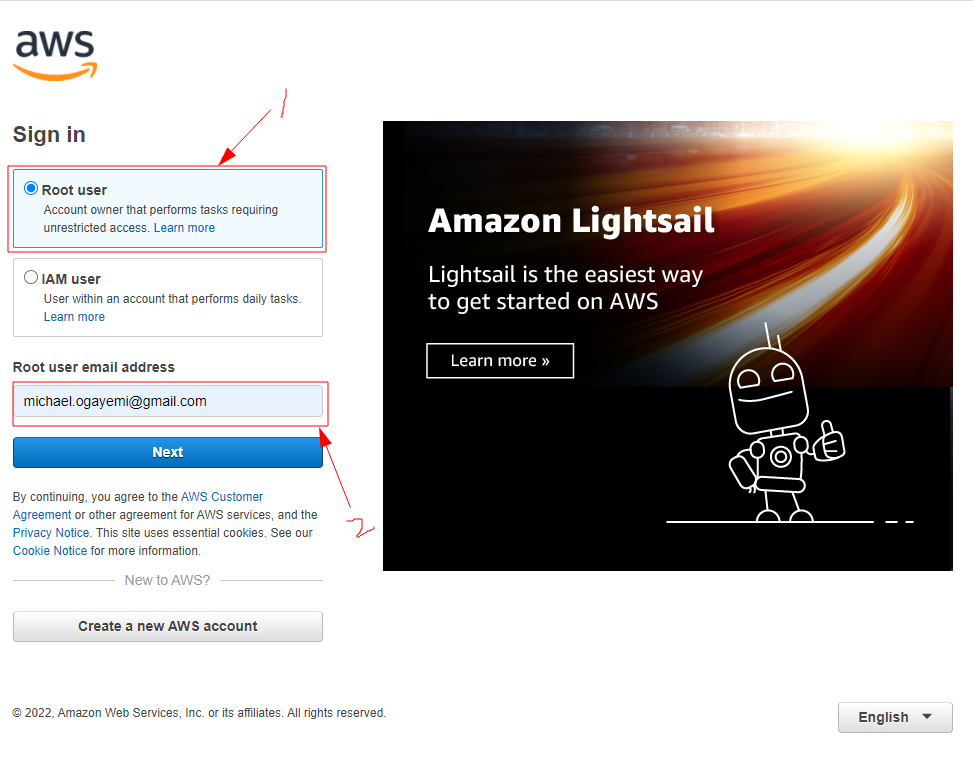 aws
1
Sign in
Root user
Account owner that performs tasks requiring
unrestricted access. Learn more
IAM user
User within an account that performs daily tasks.
Learn more
Root user email address
michael.ogayemi@gmail.com
Next
2
By continuing, you agree to the AWS Customer
Agreement or other agreement for AWS services, and the
Privacy Notice. This site uses essential cookies. See our
Cookie Notice for more information.
New to AWS?
Create a new AWS account
Amazon Lightsail
Lightsail is the easiest way
to get started on AWS
Learn more »
© 2022, Amazon Web Services, Inc. or its affiliates. All rights reserved.
English